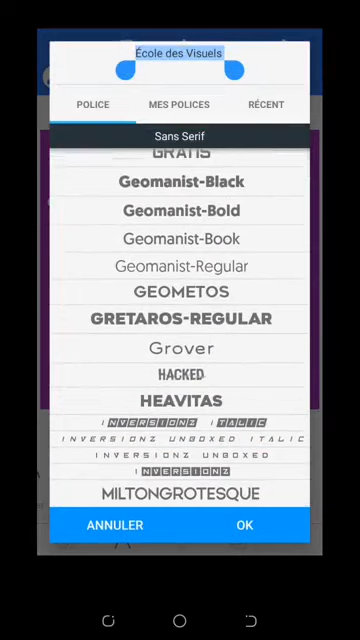 École des Visuels
POLICE MES POLICES RÉCENT
Sans Serif
GRATIS
Geomanist-Black
Geomanist-Bold
Geomanist-Book
Geomanist-Regular
GEOMETOS
GRETAROS-REGULAR
Grover
HACKED
HEAVITAS
INVERSIONZ ITALIC
INVERSIONZ UNBOXED ITALIC
INVERSIONZ UNBOXED
INVERSIONZ
MILTONGROTESQUE
ANNULER OK